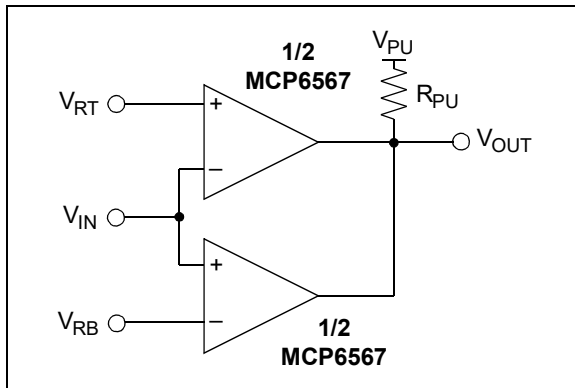 1/2
MCP6567
V_PU
R_PU
V_RT
+
–
V_OUT
V_IN
+
–
V_RB
1/2
MCP6567